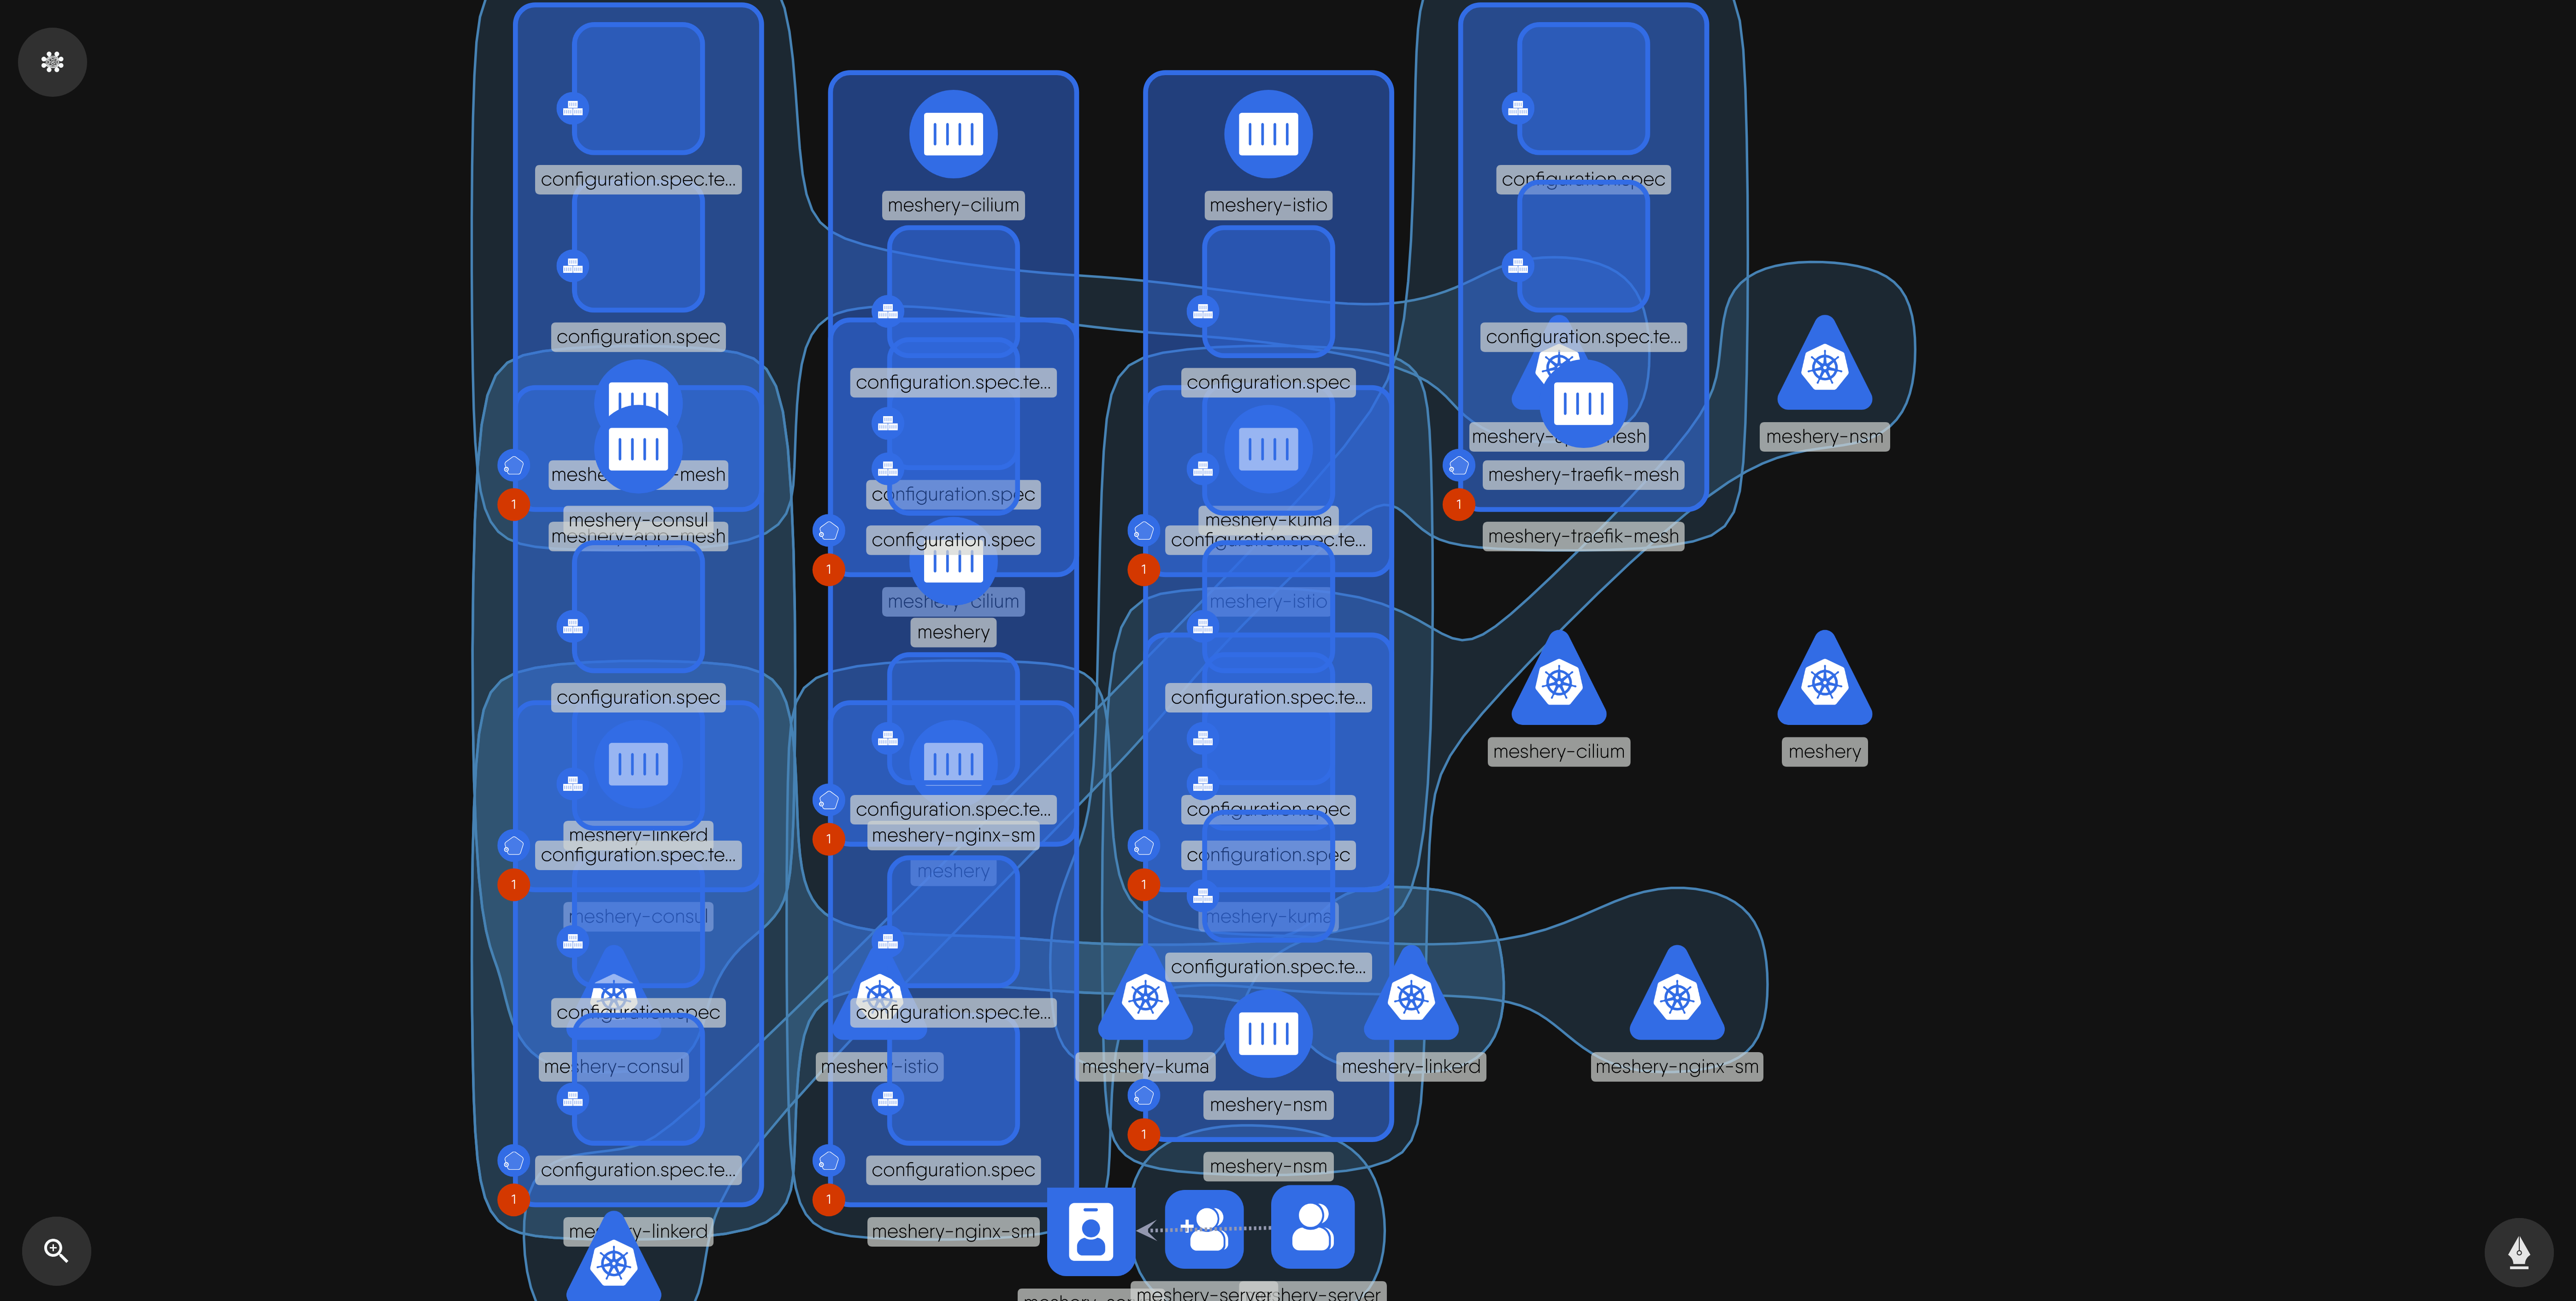 configuration.spec.te...
configuration.spec
meshery-consul
meshery-app-mesh
configuration.spec
meshery-linkerd
configuration.spec.te...
meshery-consul
configuration.spec
meshery-consul
configuration.spec.te...
meshery-linkerd
1
1
1
meshery-cilium
configuration.spec.te...
configuration.spec
configuration.spec
meshery-cilium
meshery
configuration.spec.te...
meshery-nginx-sm
meshery
configuration.spec.te...
meshery-istio
configuration.spec
meshery-nginx-sm
1
1
1
meshery-istio
configuration.spec
meshery-kuma
configuration.spec.te...
meshery-istio
configuration.spec.te...
configuration.spec
configuration.spec
meshery-kuma
configuration.spec.te...
meshery-kuma
meshery-linkerd
meshery-nsm
meshery-nsm
1
1
1
configuration.spec
configuration.spec.te...
meshery-traefik-mesh
meshery-traefik-mesh
1
meshery-nsm
meshery-cilium
meshery
meshery-nginx-sm
meshery-server